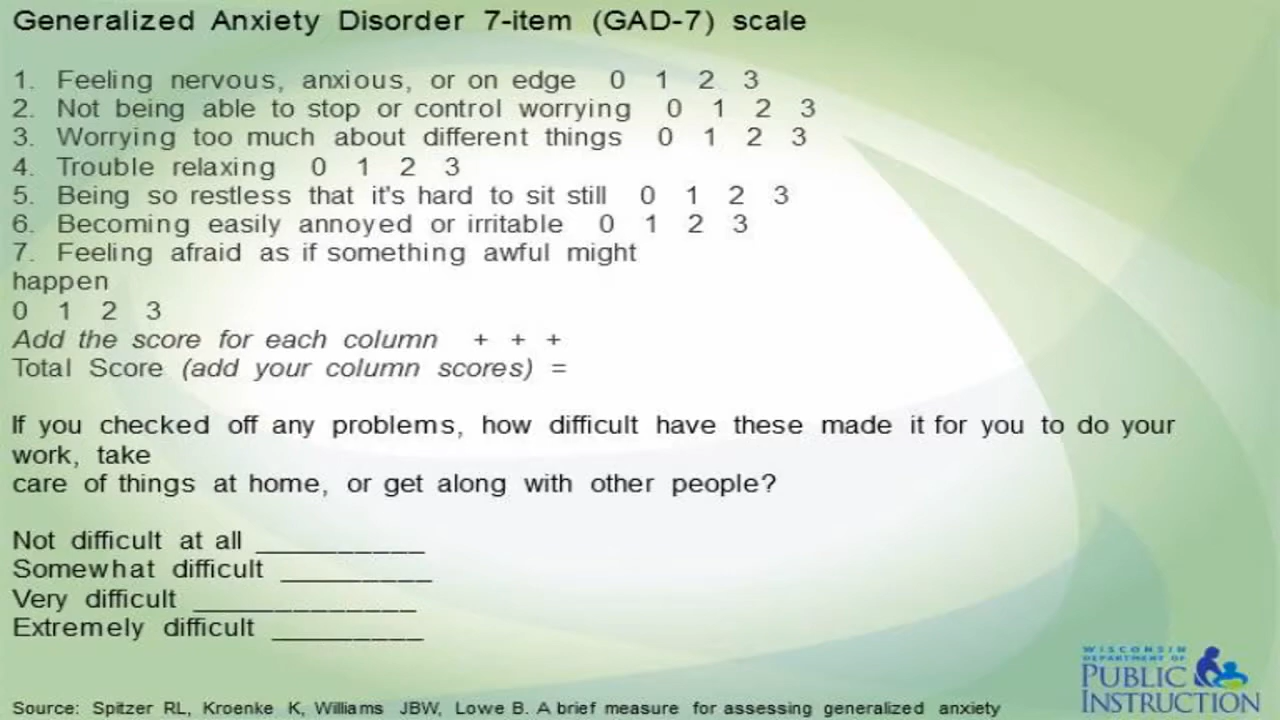 Generalized Anxiety Disorder 7-item (GAD-7) scale
1. Feeling nervous, anxious, or on edge 0 1 2 3
2. Not being able to stop or control worrying 0 1 2 3
3. Worrying too much about different things 0 1 2 3
4. Trouble relaxing 0 1 2 3
5. Being so restless that it's hard to sit still 0 1 2 3
6. Becoming easily annoyed or irritable 0 1 2 3
7. Feeling afraid as if something awful might
happen
0 1 2 3
Add the score for each column + + +
Total Score (add your column scores) =
If you checked off any problems, how difficult have these made it for you to do your
work, take
care of things at home, or get along with other people?
Not difficult at all __________
Somewhat difficult _________
Very difficult _____________
Extremely difficult _________
WISCONSIN
DEPARTMENT OF
PUBLIC
INSTRUCTION
Source: Spitzer RL, Kroenke K, Williams JBW, Lowe B. A brief measure for assessing generalized anxiety